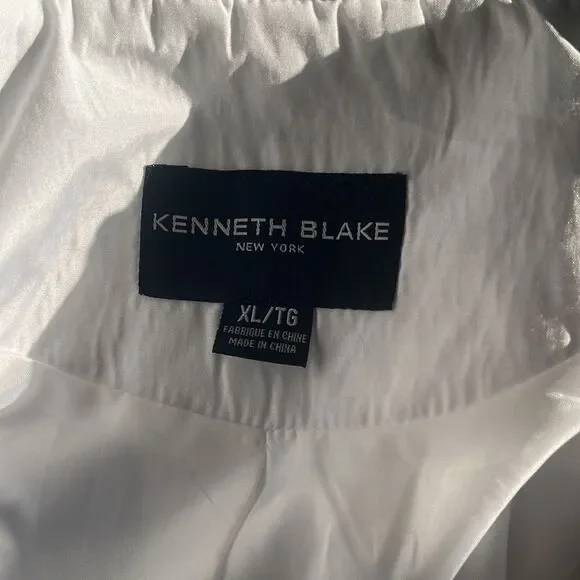 KENNETH BLAKE
NEW YORK
XL/TG
FABRIQUE EN CHINE
MADE IN CHINA